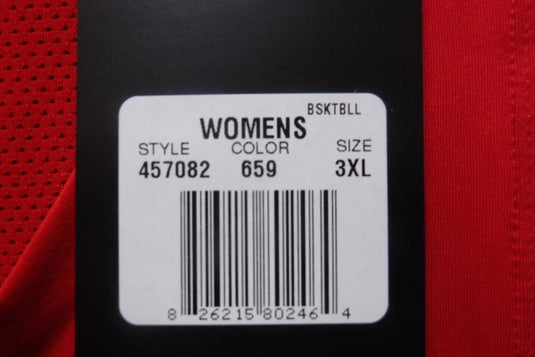 BSKTBLL
WOMENS
STYLE COLOR SIZE
457082 659 3XL
8 26215 80246 4